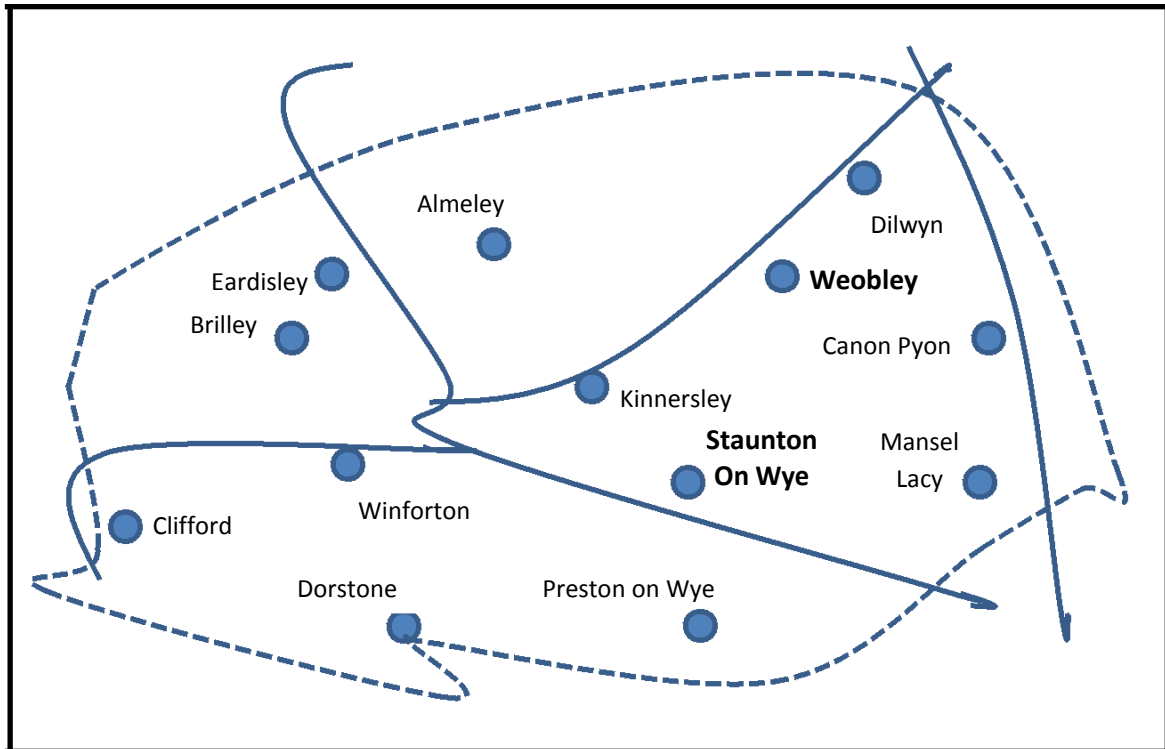 Almeley
Dilwyn
Eardisley
Weobley
Brilley
Canon Pyon
Kinnersley
Staunton
On Wye
Mansel
Lacy
Winforton
Clifford
Dorstone
Preston on Wye